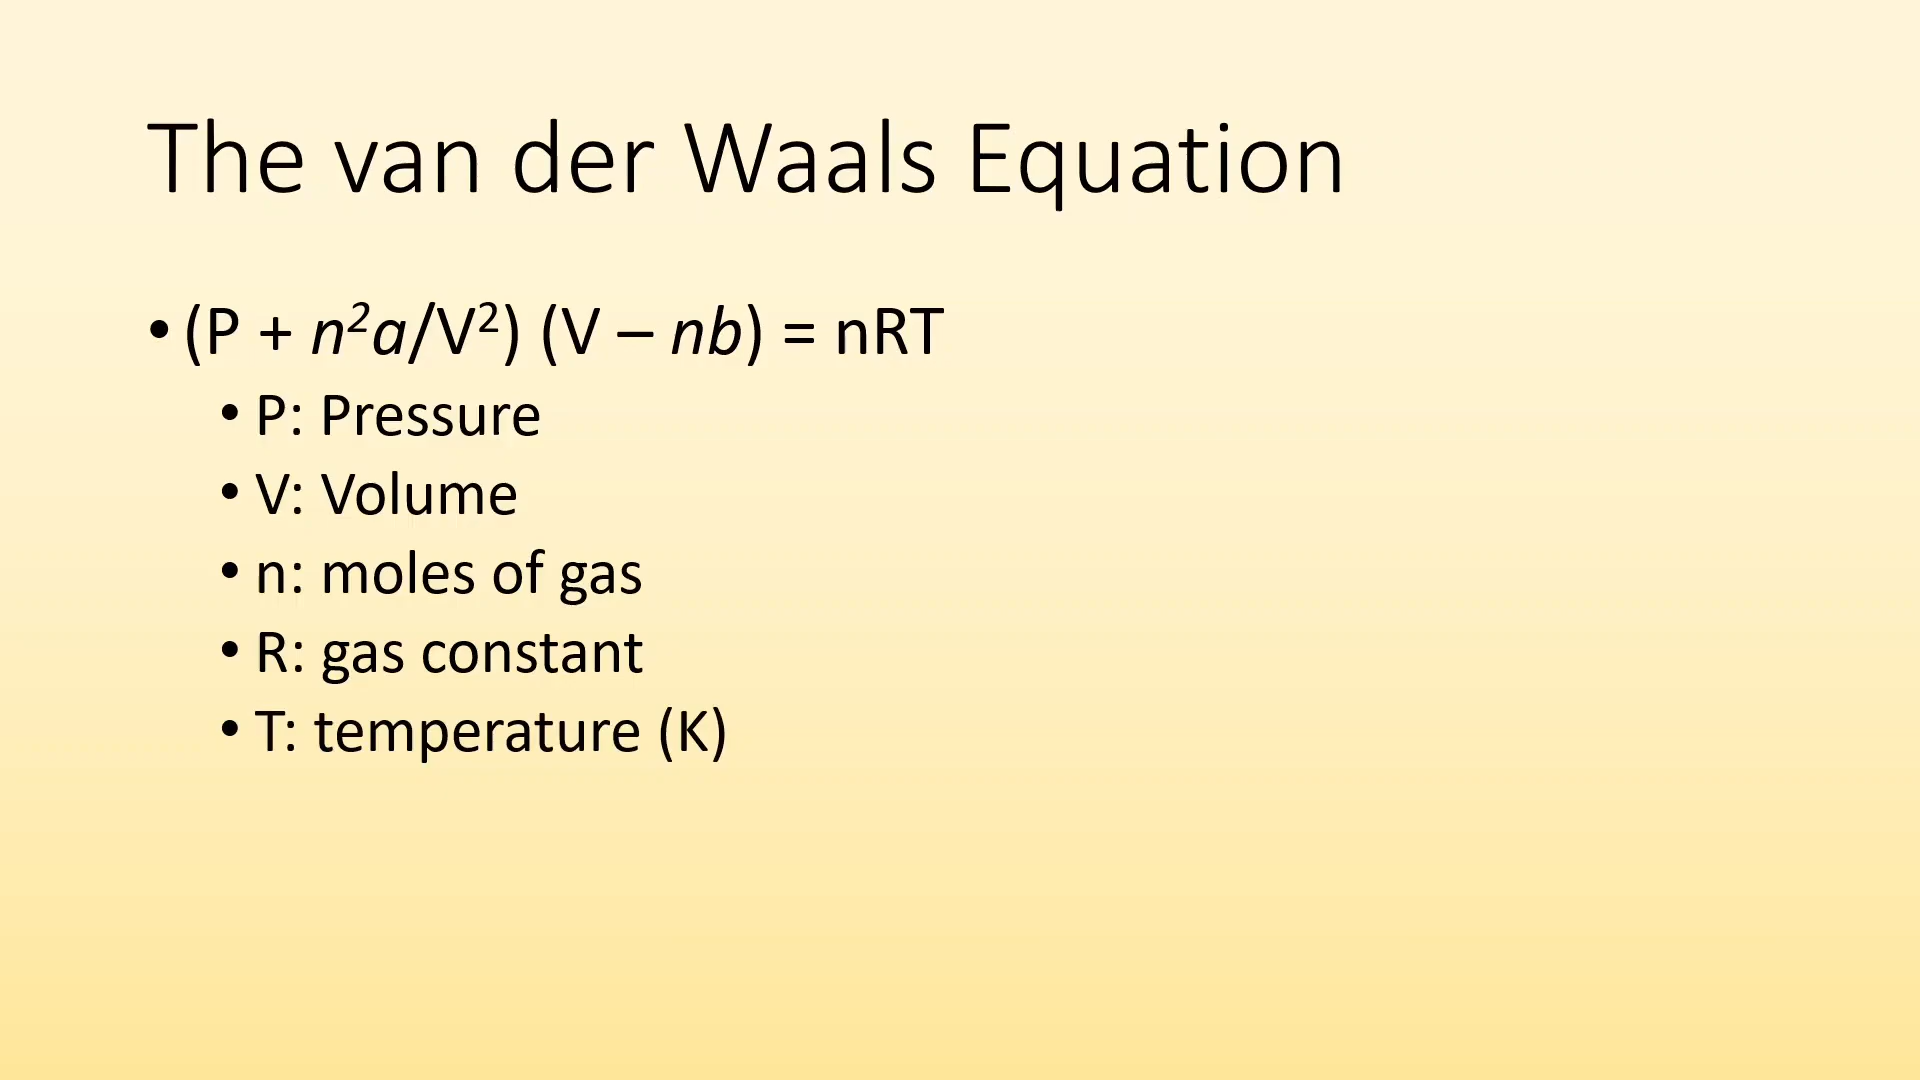 The van der Waals Equation
• (P + n²a/V²) (V – nb) = nRT
• P: Pressure
• V: Volume
• n: moles of gas
• R: gas constant
• T: temperature (K)